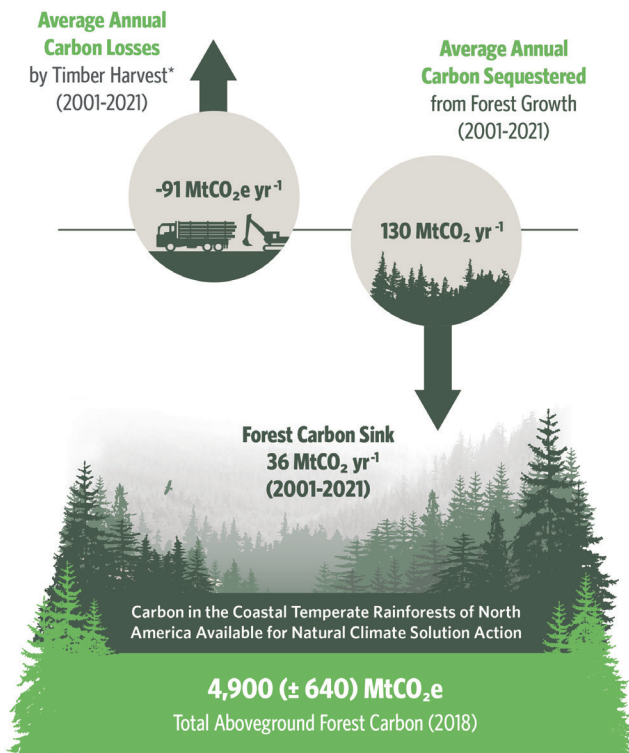 Average Annual
Carbon Losses
by Timber Harvest*
(2001-2021)
-91 MtCO₂e yr⁻¹
Average Annual
Carbon Sequestered
from Forest Growth
(2001-2021)
130 MtCO₂ yr⁻¹
Forest Carbon Sink
36 MtCO₂ yr⁻¹
(2001-2021)
Carbon in the Coastal Temperate Rainforests of North
America Available for Natural Climate Solution Action
4,900 (± 640) MtCO₂e
Total Aboveground Forest Carbon (2018)